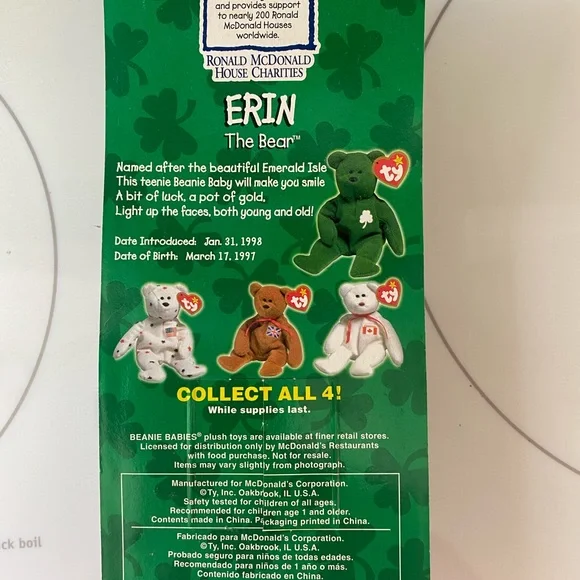 and provides support
to nearly 200 Ronald
McDonald Houses
worldwide.
RONALD MCDONALD
HOUSE CHARITIES
ERIN
The Bear™
Named after the beautiful Emerald Isle
This teenie Beanie Baby will make you smile
A bit of luck, a pot of gold,
Light up the faces, both young and old!
Date Introduced: Jan. 31, 1998
Date of Birth: March 17, 1997
ty
ty
ty
ty
COLLECT ALL 4!
While supplies last.
BEANIE BABIES® plush toys are available at finer retail stores.
Licensed for distribution only by McDonald's Restaurants
with food purchase. Not for resale.
Items may vary slightly from photograph.
Manufactured for McDonald's Corporation.
©Ty, Inc. Oakbrook, IL U.S.A.
Safety tested for children of all ages.
Recommended for children age 1 and older.
Contents made in China. Packaging printed in China.
Fabricado para McDonald's Corporation.
©Ty, Inc. Oakbrook, IL U.S.A.
Probado seguro para niños de todas edades.
Recomendado para niños de 1 año o más.
Contenido fabricado en China.
ck boil